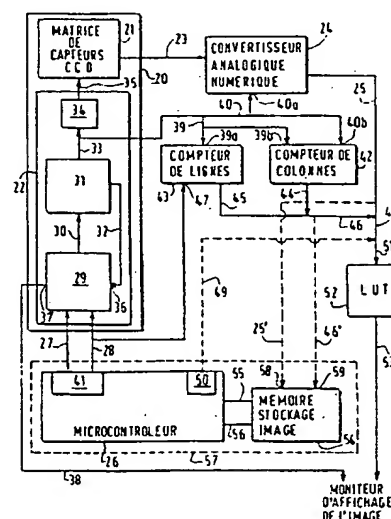 MATRICE
DE
CAPTEURS
C C D
21
23
CONVERTISSEUR
ANALOGIQUE
NUMERIQUE
24
20
35
34
40
40a
25
39
39a
39b
40b
33
22
31
COMPTEUR
DE LIGNES
COMPTEUR DE
COLONNES
42
43
47
45
44
46
30
32
29
37
36
49
25'
46'
LUT
52
27
28
41
50
58
59
55
MICROCONTROLEUR
26
56
MEMOIRE
STOCKAGE
IMAGE
56
38
57
MONITEUR
D'AFFICHAGE
DE L'IMAGE